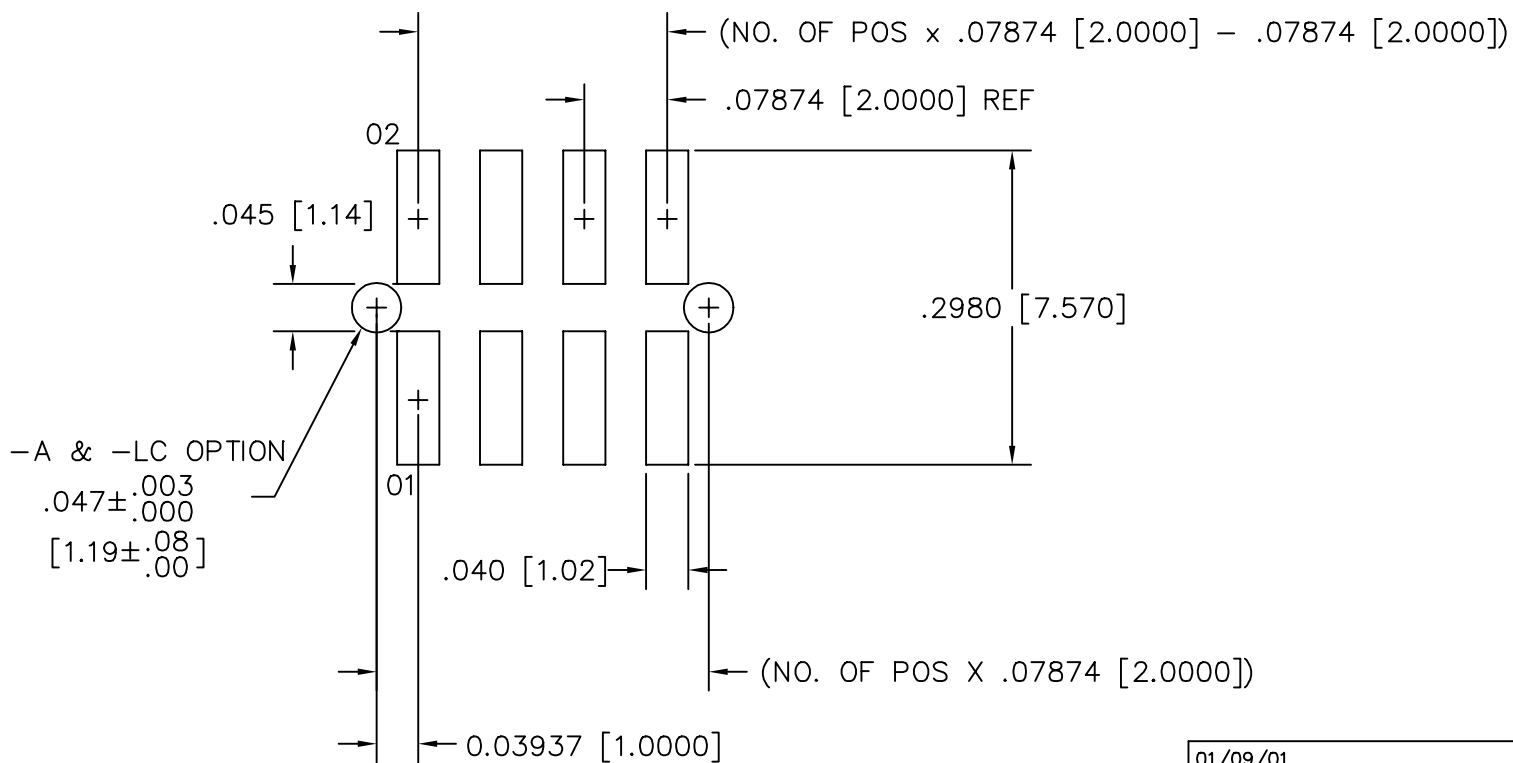 (NO. OF POS x .07874 [2.0000] - .07874 [2.0000])
.07874 [2.0000] REF
02
.045 [1.14]
.2980 [7.570]
-A & -LC OPTION
.047±.003
.000
[1.19±.08]
.00
01
.040 [1.02]
(NO. OF POS X .07874 [2.0000])
0.03937 [1.0000]
01/09/01